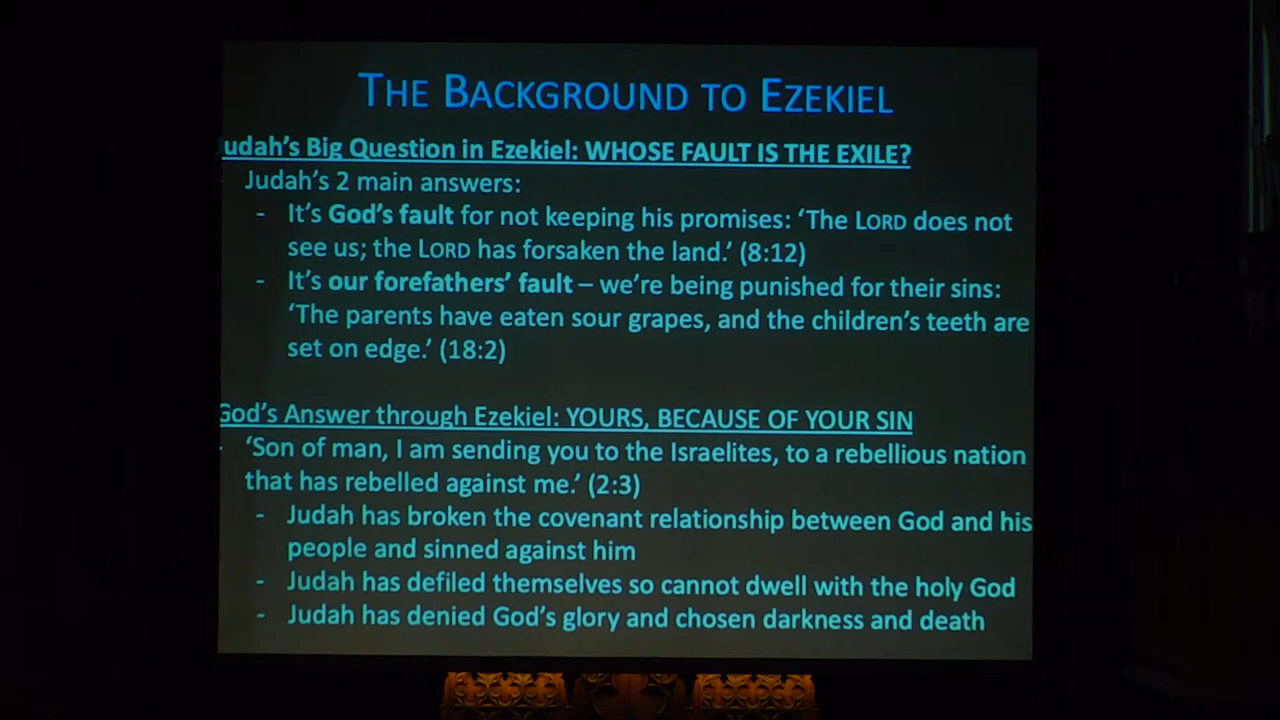 THE BACKGROUND TO EZEKIEL
udah's Big Question in Ezekiel: WHOSE FAULT IS THE EXILE?
Judah's 2 main answers:
- It's God's fault for not keeping his promises: ‘The LORD does not
see us; the LORD has forsaken the land.’ (8:12)
- It's our forefathers’ fault – we're being punished for their sins:
‘The parents have eaten sour grapes, and the children's teeth are
set on edge.’ (18:2)
God's Answer through Ezekiel: YOURS, BECAUSE OF YOUR SIN
- ‘Son of man, I am sending you to the Israelites, to a rebellious nation
that has rebelled against me.’ (2:3)
- Judah has broken the covenant relationship between God and his
people and sinned against him
- Judah has defiled themselves so cannot dwell with the holy God
- Judah has denied God's glory and chosen darkness and death